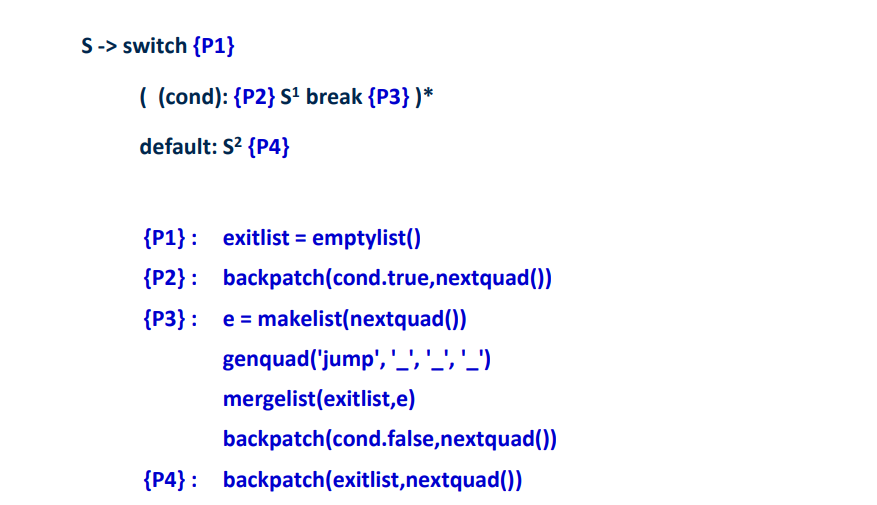 S -> switch {P1}
( (cond): {P2} S¹ break {P3} )*
default: S² {P4}
{P1} : exitlist = emptylist()
{P2} : backpatch(cond.true,nextquad())
{P3} : e = makelist(nextquad())
genquad('jump', '_', '_', '_')
mergelist(exitlist,e)
backpatch(cond.false,nextquad())
{P4} : backpatch(exitlist,nextquad())